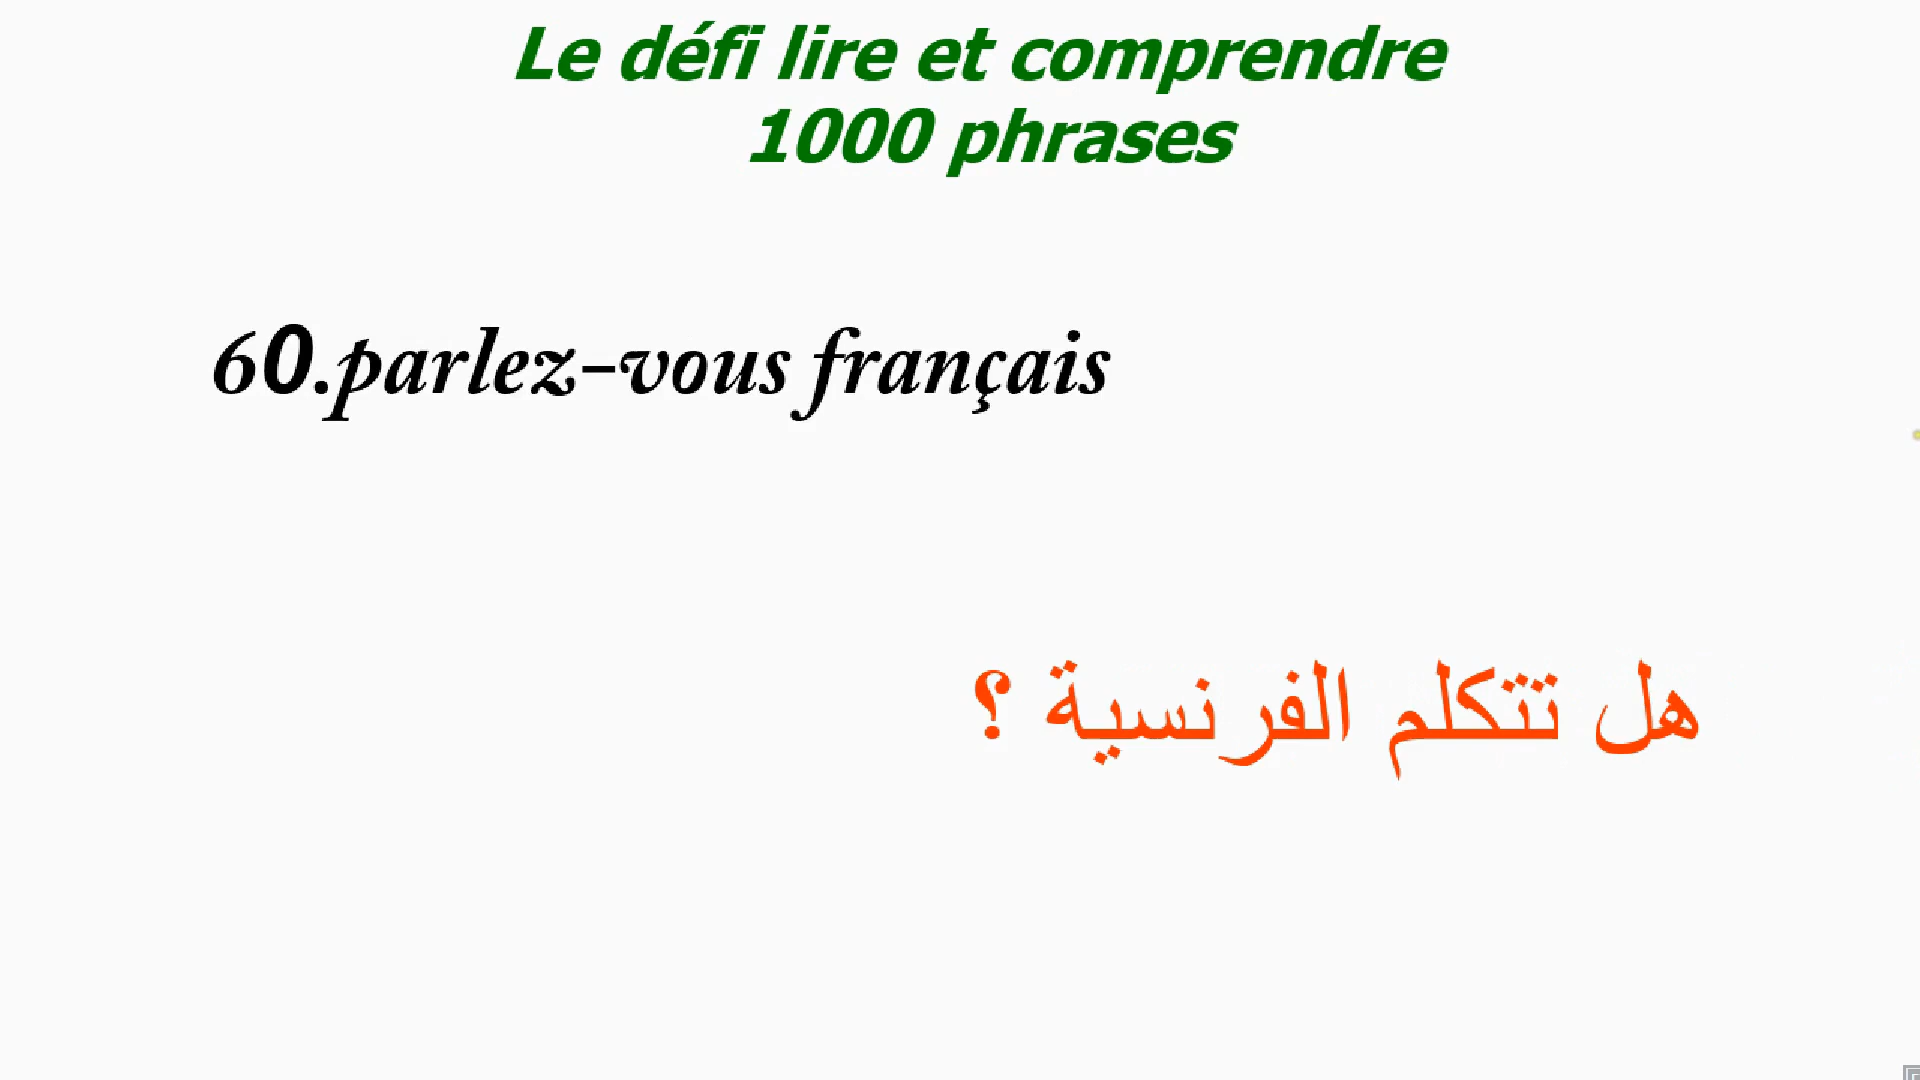 Le défi lire et comprendre
1000 phrases
60.parlez-vous français
هل تتكلم الفرنسية ؟